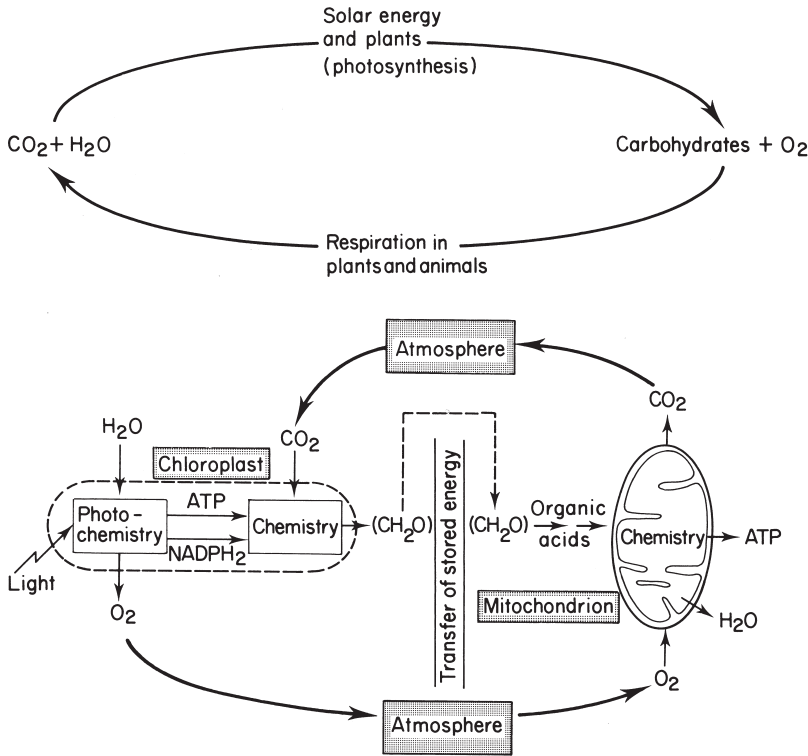 Solar energy
and plants
(photosynthesis)
CO2 + H2O
Carbohydrates + O2
Respiration in
plants and animals
Atmosphere
CO2
H2O
Chloroplast
CO2
ATP
Photo-
chemistry
Chemistry
(CH2O)
Transfer of stored energy
(CH2O)
Organic
acids
Chemistry
ATP
NADPH2
Light
O2
Mitochondrion
H2O
O2
Atmosphere